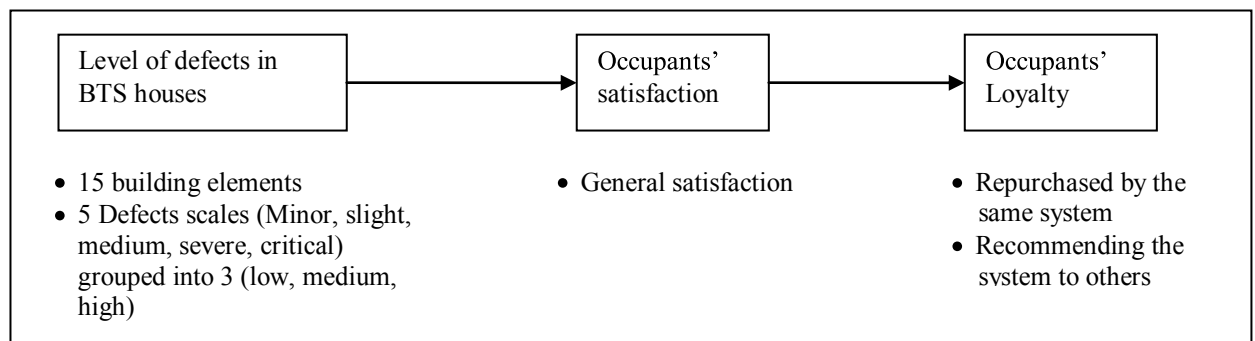 Level of defects in
BTS houses
Occupants’
satisfaction
Occupants’
Loyalty
• 15 building elements
• 5 Defects scales (Minor, slight,
medium, severe, critical)
grouped into 3 (low, medium,
high)
• General satisfaction
• Repurchased by the
same system
• Recommending the
system to others